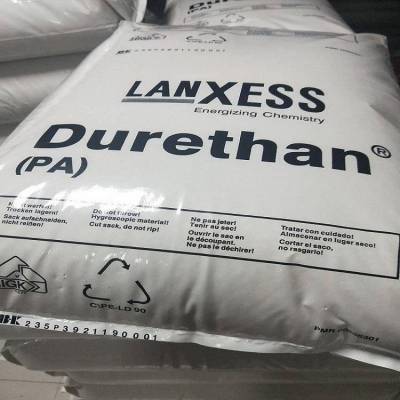 LANXESS
Energizing Chemistry
Durethan®
(PA)
Trocken lagern!
Sack aufschneiden,
nicht reißen!
Do not throw!
Hygroscopic material!
Cut sack, do not rip!
Ne pas jeter!
Tenir au sec!
Ouvrir le sac en
le découpant.
Ne pas le déchirer!
Tratar con cuidado!
Almacenar en lugar seco!
Cortar el saco,
no rasgarlo!
C/PE-LD 90
235P3921190001